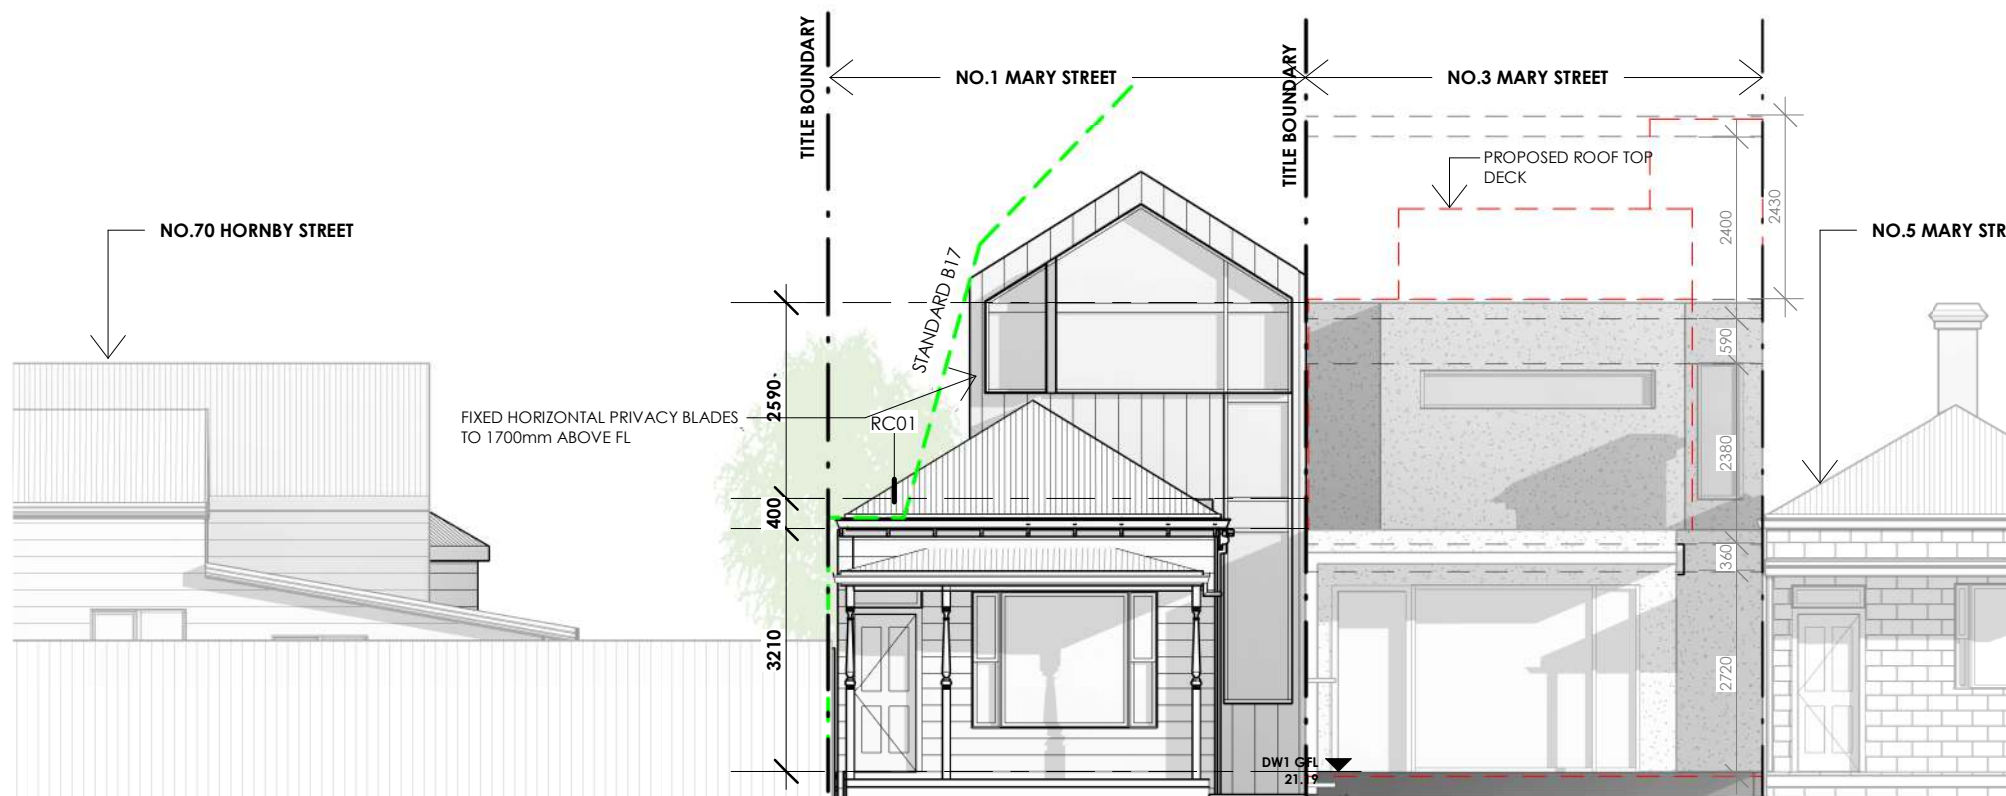 TITLE BOUNDARY
NO.1 MARY STREET
TITLE BOUNDARY
NO.3 MARY STREET
PROPOSED ROOF TOP
DECK
2400
2430
NO.70 HORNBY STREET
NO.5 MARY STR
STANDARD B17
590
2590
FIXED HORIZONTAL PRIVACY BLADES
TO 1700mm ABOVE FL
RC01
2380
400
360
3210
2720
DW1 GFL